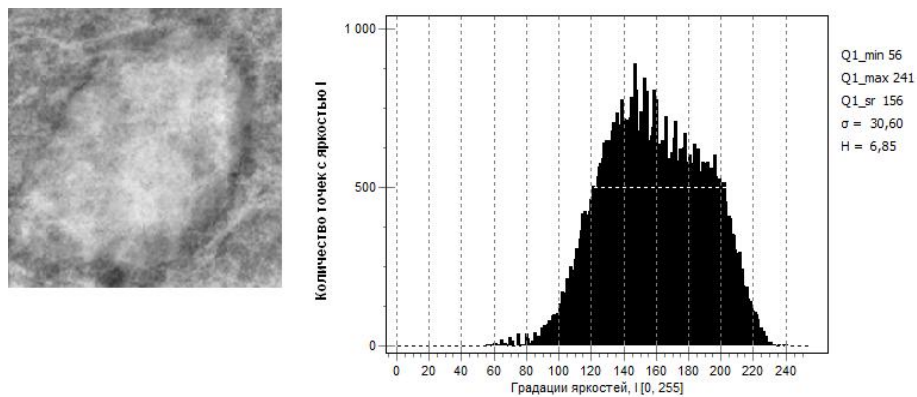 1 000
500
0
Количество точек с яркостью I
0 20 40 60 80 100 120 140 160 180 200 220 240
Градации яркостей, I [0, 255]
Q1_min 56
Q1_max 241
Q1_sr 156
σ = 30,60
H = 6,85